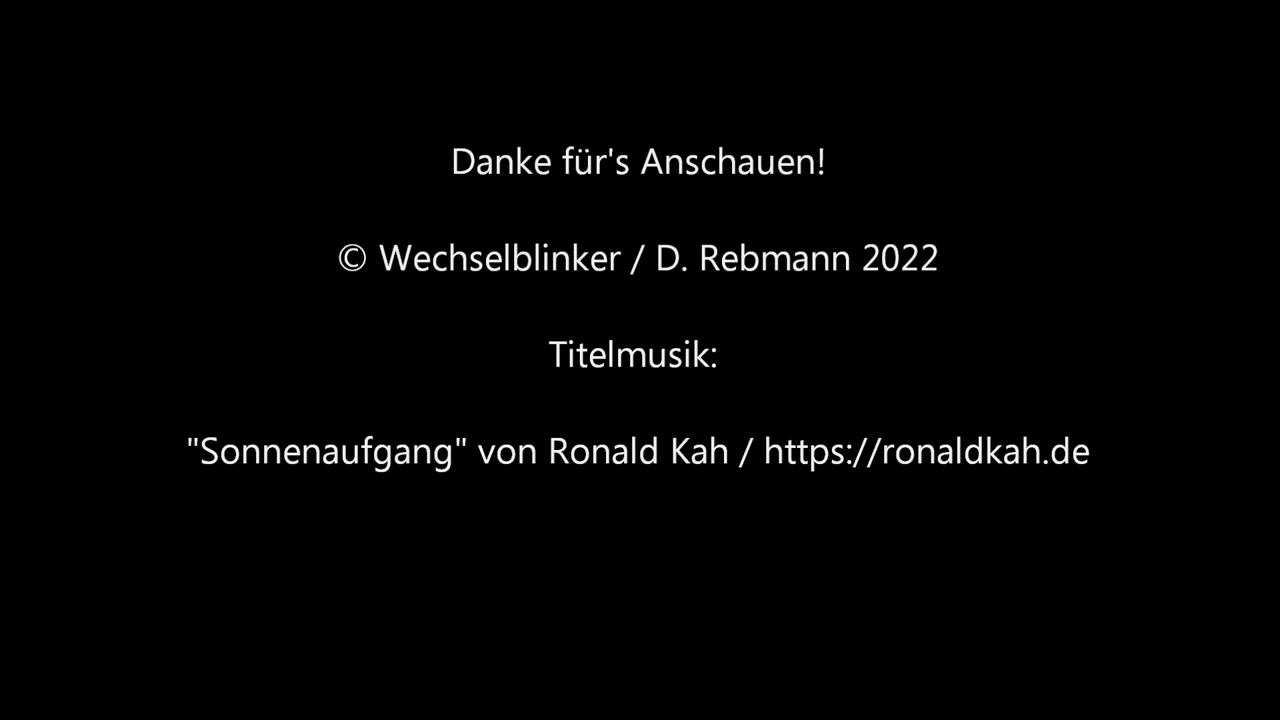 Danke für's Anschauen!
© Wechselblinker / D. Rebmann 2022
Titelmusik:
"Sonnenaufgang" von Ronald Kah / https://ronaldkah.de